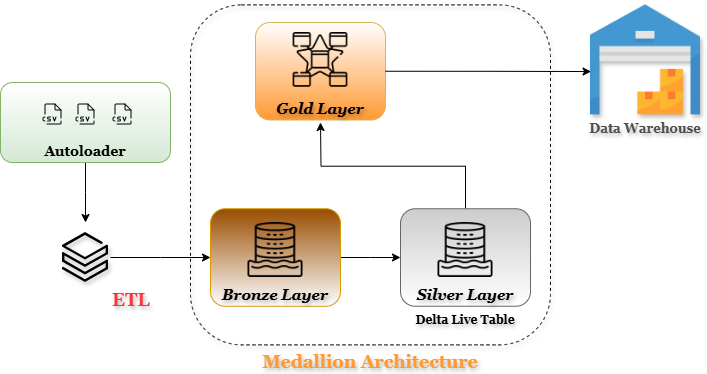 Gold Layer
CSV CSV CSV
Autoloader
Data Warehouse
ETL
Bronze Layer
Silver Layer
Delta Live Table
Medallion Architecture